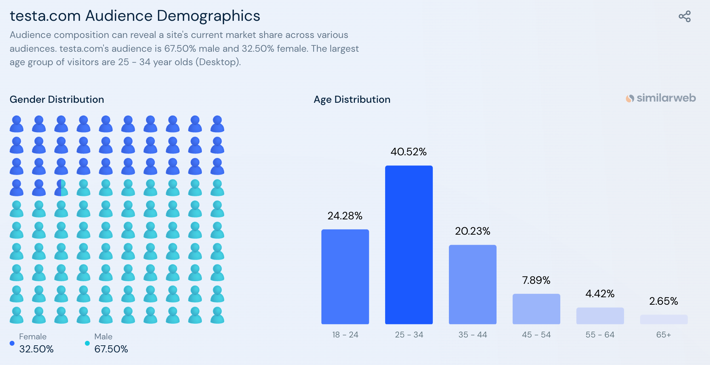 testa.com Audience Demographics
Audience composition can reveal a site's current market share across various
audiences. testa.com's audience is 67.50% male and 32.50% female. The largest
age group of visitors are 25 - 34 year olds (Desktop).
Gender Distribution
Age Distribution
similarweb
40.52%
24.28%
20.23%
7.89%
4.42%
2.65%
18 - 24
25 - 34
35 - 44
45 - 54
55 - 64
65+
Female
32.50%
Male
67.50%